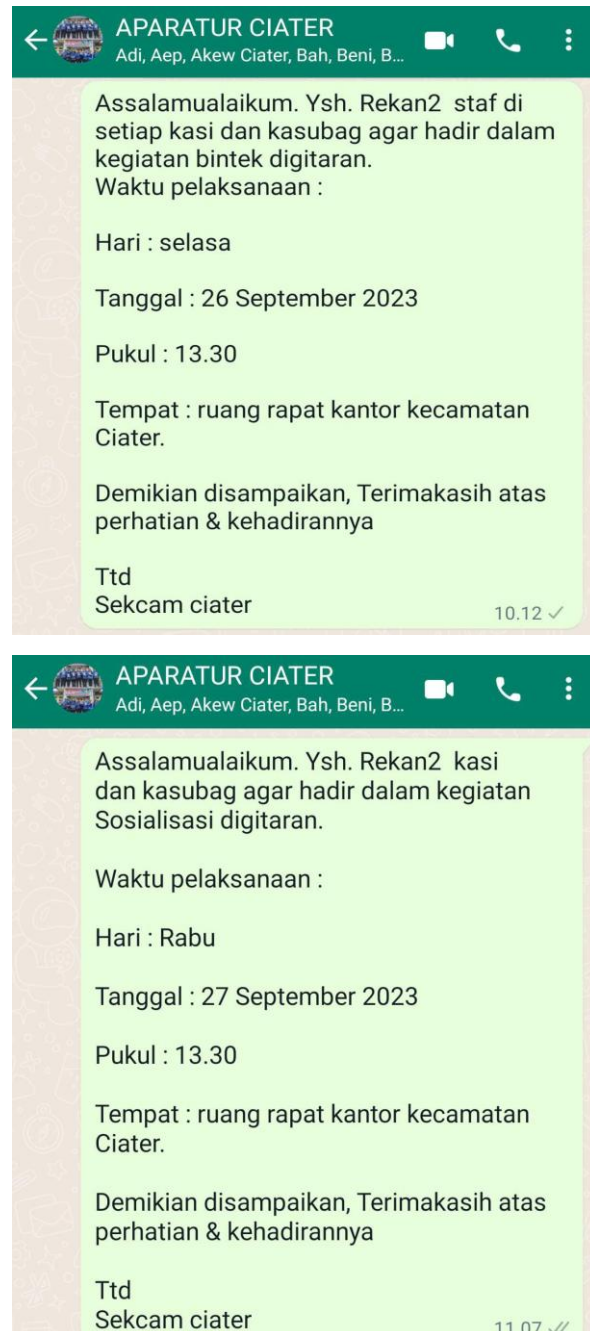 APARATUR CIATER
Adi, Aep, Akew Ciater, Bah, Beni, B...
Assalamualaikum. Ysh. Rekan2 staf di
setiap kasi dan kasubag agar hadir dalam
kegiatan bintek digitaran.
Waktu pelaksanaan :
Hari : selasa
Tanggal : 26 September 2023
Pukul : 13.30
Tempat : ruang rapat kantor kecamatan
Ciater.
Demikian disampaikan, Terimakasih atas
perhatian & kehadirannya
Ttd
Sekcam ciater
10.12
APARATUR CIATER
Adi, Aep, Akew Ciater, Bah, Beni, B...
Assalamualaikum. Ysh. Rekan2 kasi
dan kasubag agar hadir dalam kegiatan
Sosialisasi digitaran.
Waktu pelaksanaan :
Hari : Rabu
Tanggal : 27 September 2023
Pukul : 13.30
Tempat : ruang rapat kantor kecamatan
Ciater.
Demikian disampaikan, Terimakasih atas
perhatian & kehadirannya
Ttd
Sekcam ciater
11.07